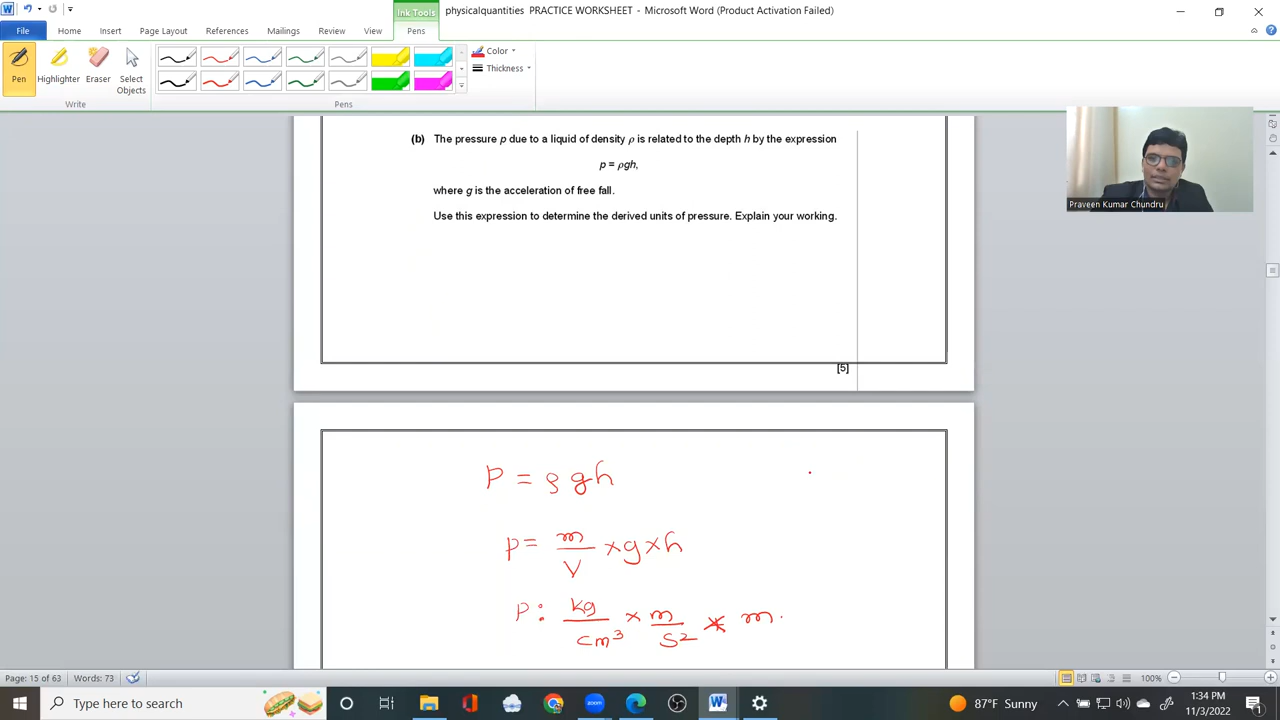 physicalquantities PRACTICE WORKSHEET - Microsoft Word (Product Activation Failed)
Ink Tools
File Home Insert Page Layout References Mailings Review View Pens
Pen Highlighter Eraser Select Objects
Color
Thickness
Write
Pens
(b) The pressure p due to a liquid of density ρ is related to the depth h by the expression
p = ρgh,
where g is the acceleration of free fall.
Use this expression to determine the derived units of pressure. Explain your working.
[5]
Praveen Kumar Chundru
P = ρ g h
P = m/V × g × h
P : kg/cm³ × m/s² * m.
Page: 15 of 63 Words: 73
100%
Type here to search
zoom
87°F Sunny
1:34 PM
11/3/2022